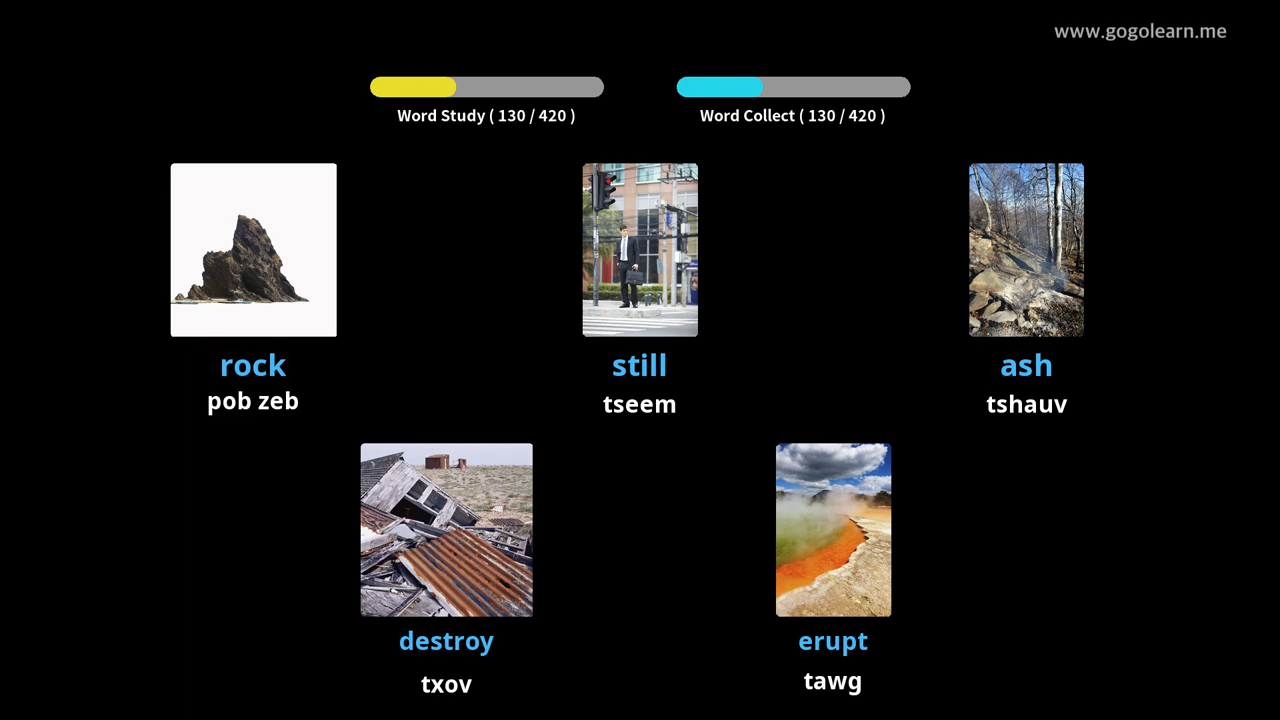 www.gogolearn.me
Word Study ( 130 / 420 )
Word Collect ( 130 / 420 )
rock
pob zeb
still
tseem
ash
tshauv
destroy
txov
erupt
tawg